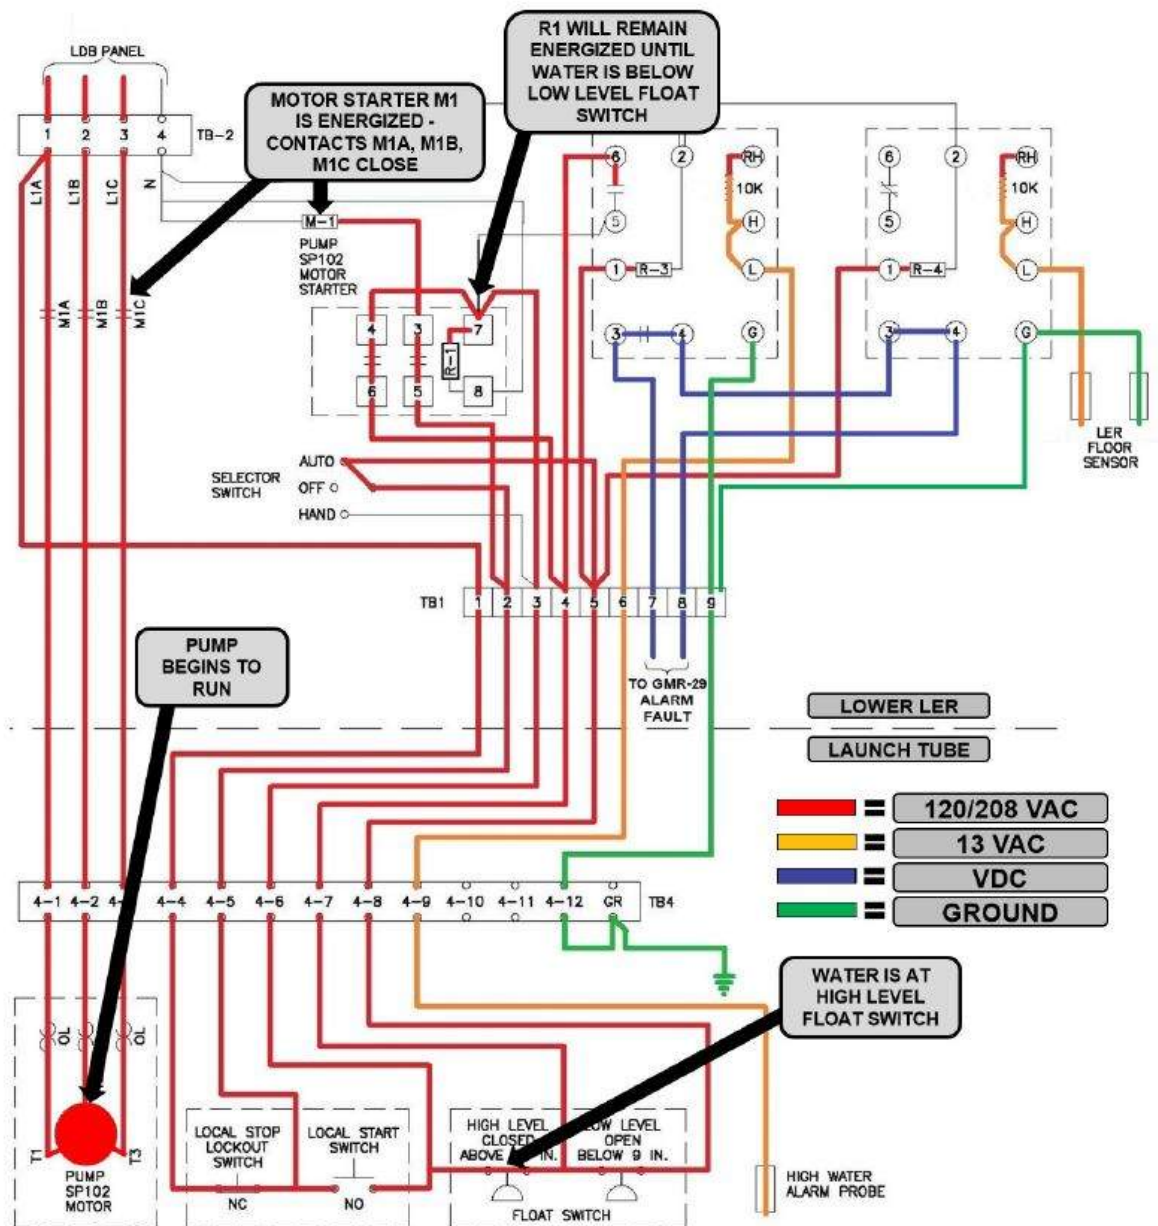 LDB PANEL
R1 WILL REMAIN
ENERGIZED UNTIL
WATER IS BELOW
LOW LEVEL FLOAT
SWITCH
MOTOR STARTER M1
IS ENERGIZED -
CONTACTS M1A, M1B,
M1C CLOSE
1 2 3 4 TB-2
L1A L1B L1C N
M-1
PUMP
SP102
MOTOR
STARTER
M1A M1B M1C
4 3 7
R-1
6 5 8
6 2 RH
10K
5 H
1 R-3 L
3 4 G
6 2 RH
10K
5 H
1 R-4 L
3 4 G
LER
FLOOR
SENSOR
SELECTOR
SWITCH
AUTO
OFF
HAND
TB1 1 2 3 4 5 6 7 8 9
TO GMR-29
ALARM
FAULT
PUMP
BEGINS TO
RUN
LOWER LER
LAUNCH TUBE
= 120/208 VAC
= 13 VAC
= VDC
= GROUND
4-1 4-2 4- 4-4 4-5 4-6 4-7 4-8 4-9 4-10 4-11 4-12 GR TB4
WATER IS AT
HIGH LEVEL
FLOAT SWITCH
OL OL
T1 T3
PUMP
SP102
MOTOR
LOCAL STOP
LOCKOUT
SWITCH
NC
LOCAL START
SWITCH
NO
HIGH LEVEL
CLOSED
ABOVE IN.
LOW LEVEL
OPEN
BELOW 9 IN.
FLOAT SWITCH
HIGH WATER
ALARM PROBE